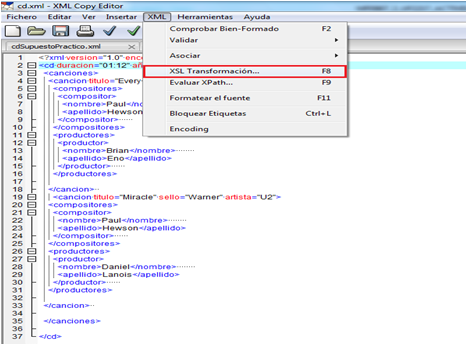 cd.xml - XML Copy Editor
Fichero Editar Ver Insertar XML Herramientas Ayuda
Comprobar Bien-Formado F2
Validar
Asociar
XSL Transformación... F8
Evaluar XPath... F9
Formatear el fuente F11
Bloquear Etiquetas Ctrl+L
Encoding
cdSupuestoPractico.xml
1 <?xml version="1.0" enc
2 <cd duracion="01:12" a
3 <canciones>
4 <cancion titulo="Every
5 <compositores>
6 <compositor>
7 <nombre>Paul</no
8 <apellido>Hewson
9 </compositor>
10 </compositores>
11 <productores>
12 <productor>
13 <nombre>Brian</nombre>
14 <apellido>Eno</apellido>
15 </productor>
16 </productores>
17
18 </cancion>
19 <cancion titulo="Miracle" sello="Warner" artista="U2">
20 <compositores>
21 <compositor>
22 <nombre>Paul</nombre>
23 <apellido>Hewson</apellido>
24 </compositor>
25 </compositores>
26 <productores>
27 <productor>
28 <nombre>Daniel</nombre>
29 <apellido>Lanois</apellido>
30 </productor>
31 </productores>
32
33 </cancion>
34
35 </canciones>
36
37 </cd>